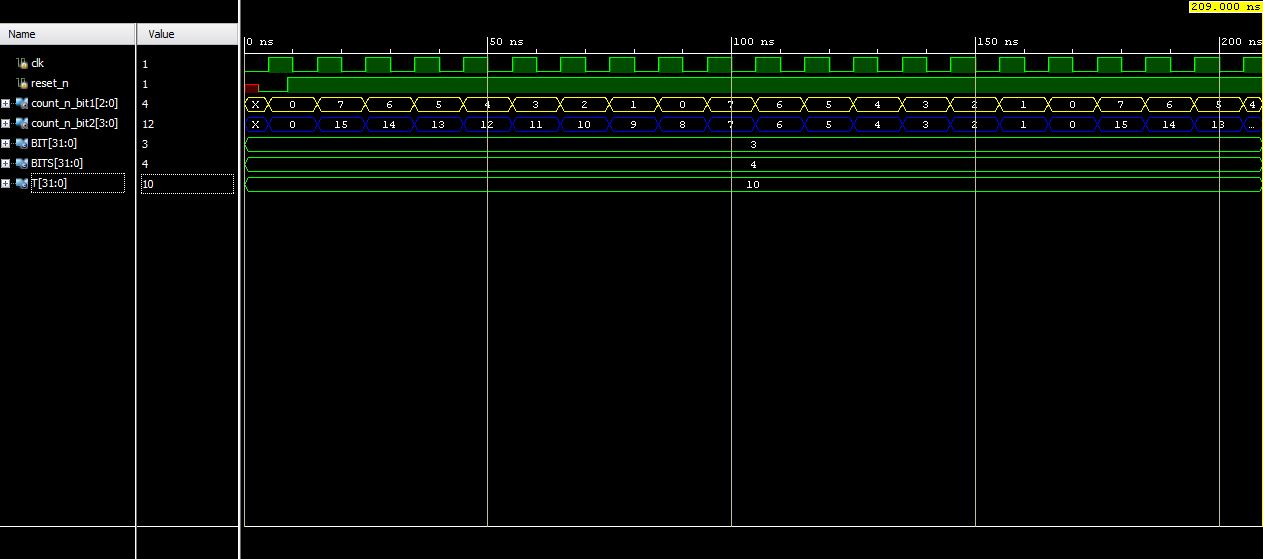 209.000 ns
Name Value
0 ns 50 ns 100 ns 150 ns 200 ns
clk 1
reset_n 1
count_n_bit1[2:0] 4 X 0 7 6 5 4 3 2 1 0 7 6 5 4 3 2 1 0 7 6 5 4
count_n_bit2[3:0] 12 X 0 15 14 13 12 11 10 9 8 7 6 5 4 3 2 1 0 15 14 13 ...
BIT[31:0] 3 3
BITS[31:0] 4 4
T[31:0] 10 10